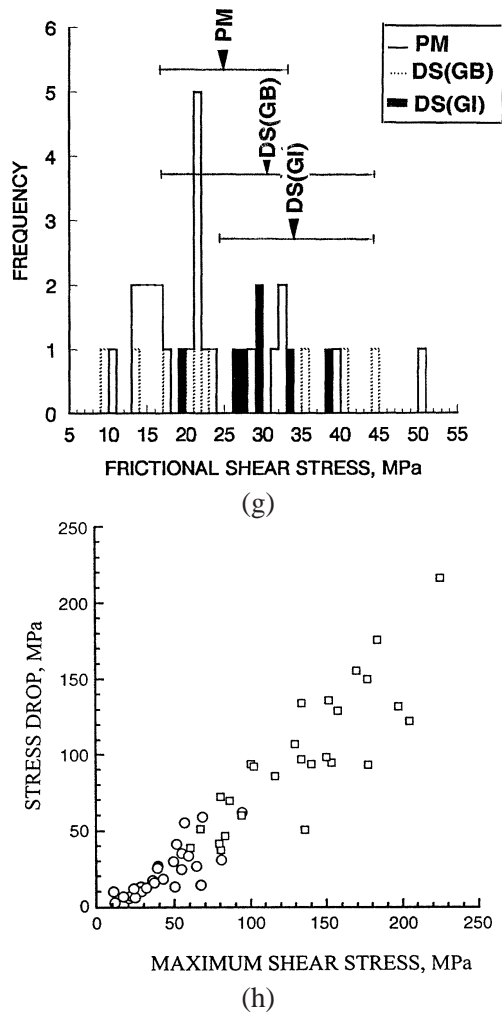 PM
DS(GB)
DS(GI)
PM
DS(GB)
DS(GI)
FREQUENCY
6
5
4
3
2
1
0
5 10 15 20 25 30 35 40 45 50 55
FRICTIONAL SHEAR STRESS, MPa
(g)
STRESS DROP, MPa
250
200
150
100
50
0
0 50 100 150 200 250
MAXIMUM SHEAR STRESS, MPa
(h)